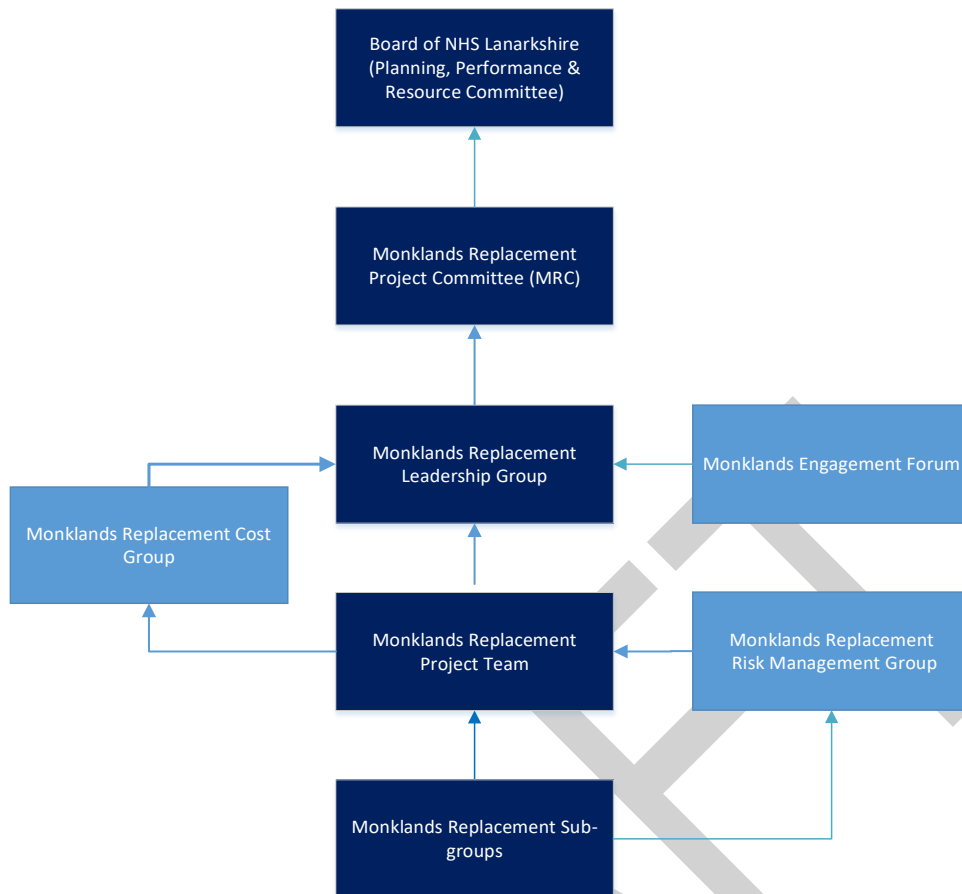 Board of NHS Lanarkshire
(Planning, Performance &
Resource Committee)
Monklands Replacement
Project Committee (MRC)
Monklands Replacement
Leadership Group
Monklands Engagement Forum
Monklands Replacement Cost
Group
Monklands Replacement
Project Team
Monklands Replacement
Risk Management Group
Monklands Replacement Sub-
groups